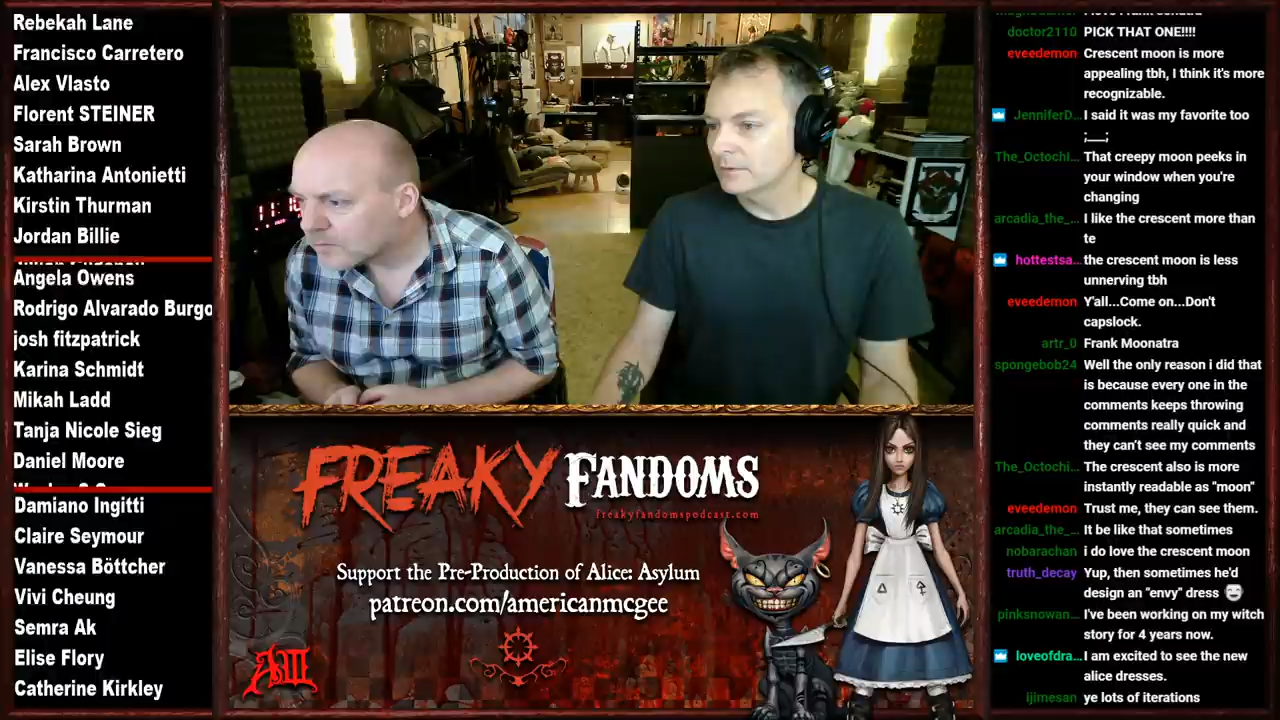 Rebekah Lane
Francisco Carretero
Alex Vlasto
Florent STEINER
Sarah Brown
Katharina Antonietti
Kirstin Thurman
Jordan Billie
Angela Owens
Rodrigo Alvarado Burgo
josh fitzpatrick
Karina Schmidt
Mikah Ladd
Tanja Nicole Sieg
Daniel Moore
Damiano Ingitti
Claire Seymour
Vanessa Böttcher
Vivi Cheung
Semra Ak
Elise Flory
Catherine Kirkley
FREAKY FANDOMS
freakyfandomspodcast.com
Support the Pre-Production of Alice: Asylum
patreon.com/americanmcgee
doctor2110 PICK THAT ONE!!!!
eveedemon Crescent moon is more
appealing tbh, I think it's more
recognizable.
JenniferD... I said it was my favorite too
;___;
The_Octochi... That creepy moon peeks in
your window when you're
changing
arcadia_the_... I like the crescent more than
te
hottestsa... the crescent moon is less
unnerving tbh
eveedemon Y'all...Come on...Don't
capslock.
artr_0 Frank Moonatra
spongebob24 Well the only reason i did that
is because every one in the
comments keeps throwing
comments really quick and
they can't see my comments
The_Octochi... The crescent also is more
instantly readable as "moon"
eveedemon Trust me, they can see them.
arcadia_the_... It be like that sometimes
nobarachan i do love the crescent moon
truth_decay Yup, then sometimes he'd
design an "envy" dress
pinksnowan... I've been working on my witch
story for 4 years now.
loveofdra... I am excited to see the new
alice dresses.
ijimesan ye lots of iterations